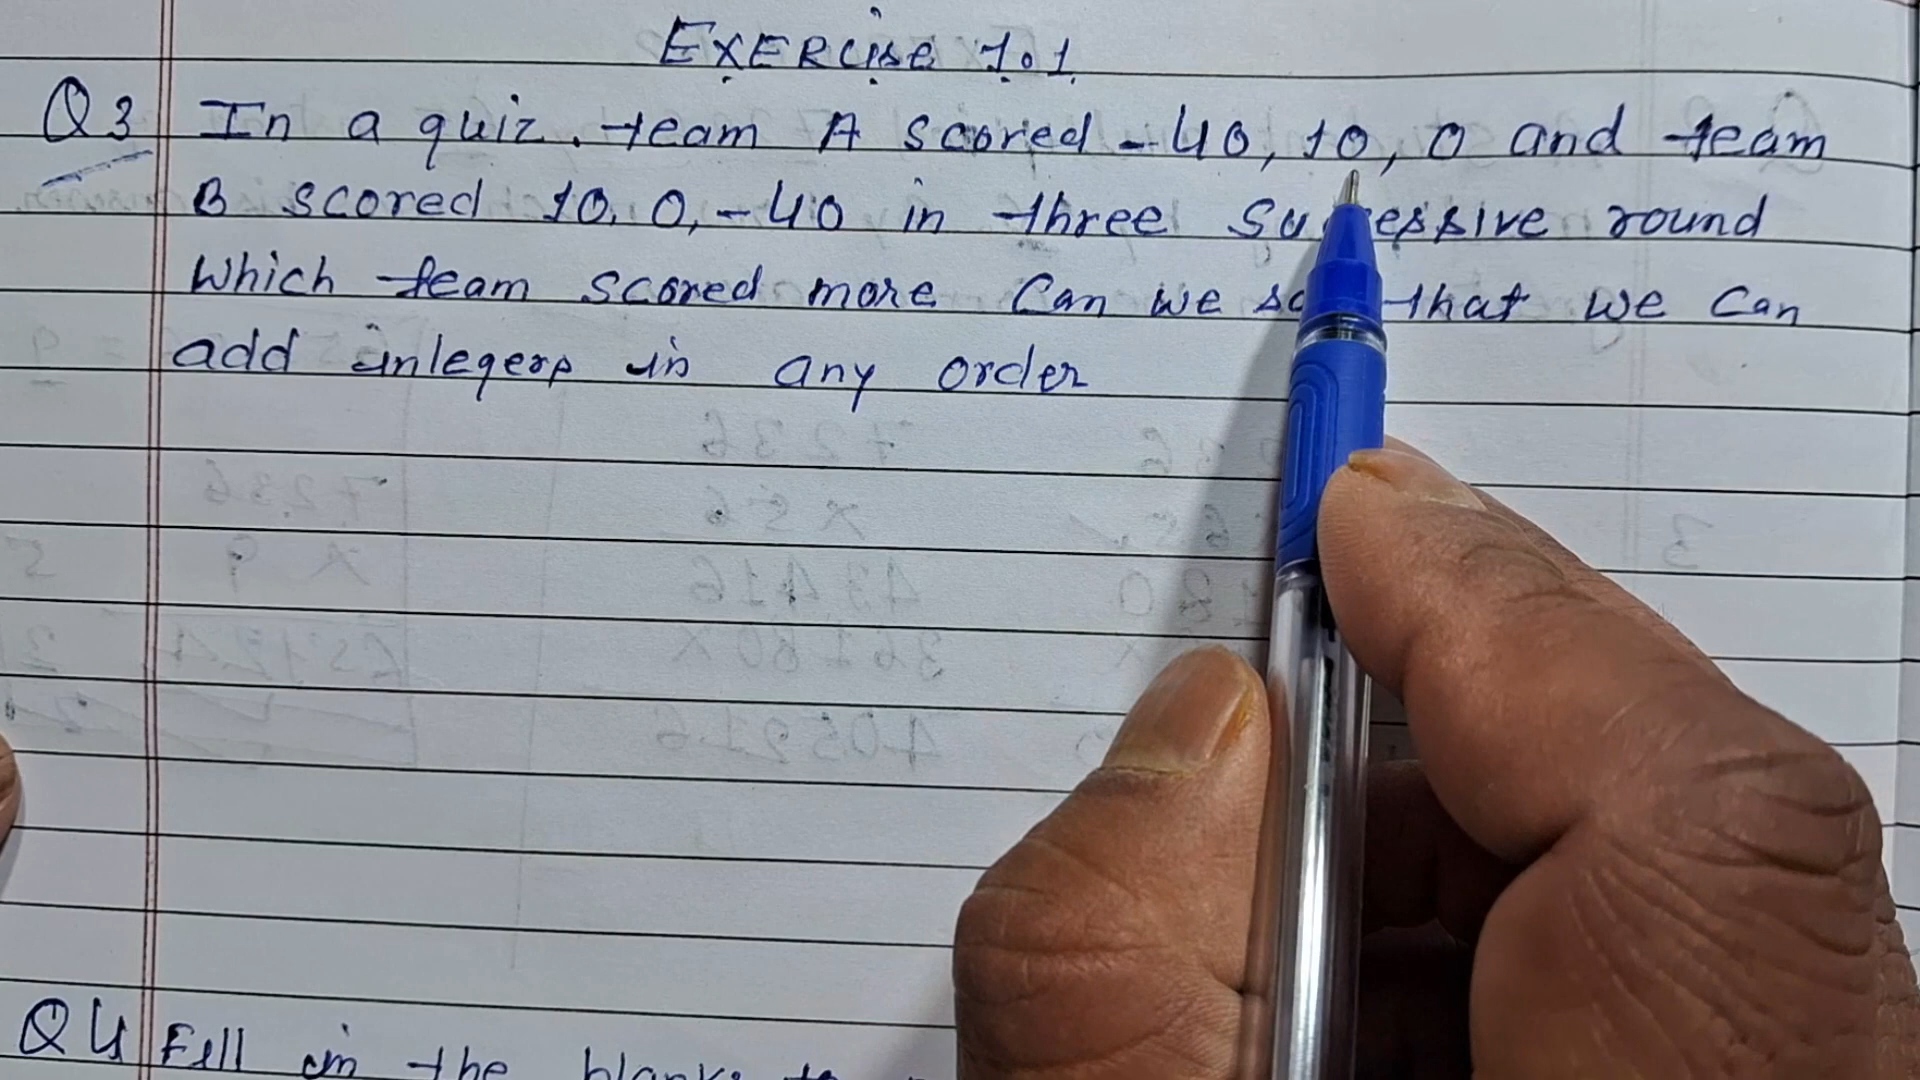 Exercise 1.1
Q3 In a quiz. team A scored -40, 10, 0 and team
B scored 10, 0, -40 in three Successive round
Which team scored more Can we say that we Can
add integers in any order
Q4 Fill in the blanks to